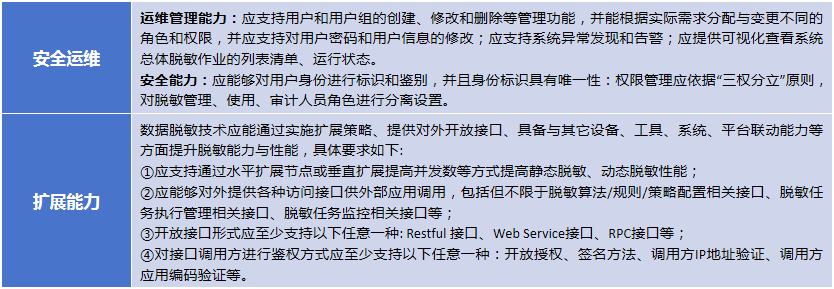 安全运维
运维管理能力：应支持用户和用户组的创建、修改和删除等管理功能，并能根据实际需求分配与变更不同的
角色和权限，并应支持对用户密码和用户信息的修改；应支持系统异常发现和告警；应提供可视化查看系统
总体脱敏作业的列表清单、运行状态。
安全能力：应能够对用户身份进行标识和鉴别，并且身份标识具有唯一性：权限管理应依据“三权分立”原则，
对脱敏管理、使用、审计人员角色进行分离设置。
扩展能力
数据脱敏技术应能通过实施扩展策略、提供对外开放接口、具备与其它设备、工具、系统、平台联动能力等
方面提升脱敏能力与性能，具体要求如下:
①应支持通过水平扩展节点或垂直扩展提高并发数等方式提高静态脱敏、动态脱敏性能；
②应能够对外提供各种访问接口供外部应用调用，包括但不限于脱敏算法/规则/策略配置相关接口、脱敏任
务执行管理相关接口、脱敏任务监控相关接口等；
③开放接口形式应至少支持以下任意一种: Restful 接口、Web Service接口、RPC接口等；
④对接口调用方进行鉴权方式应至少支持以下任意一种：开放授权、签名方法、调用方IP地址验证、调用方
应用编码验证等。